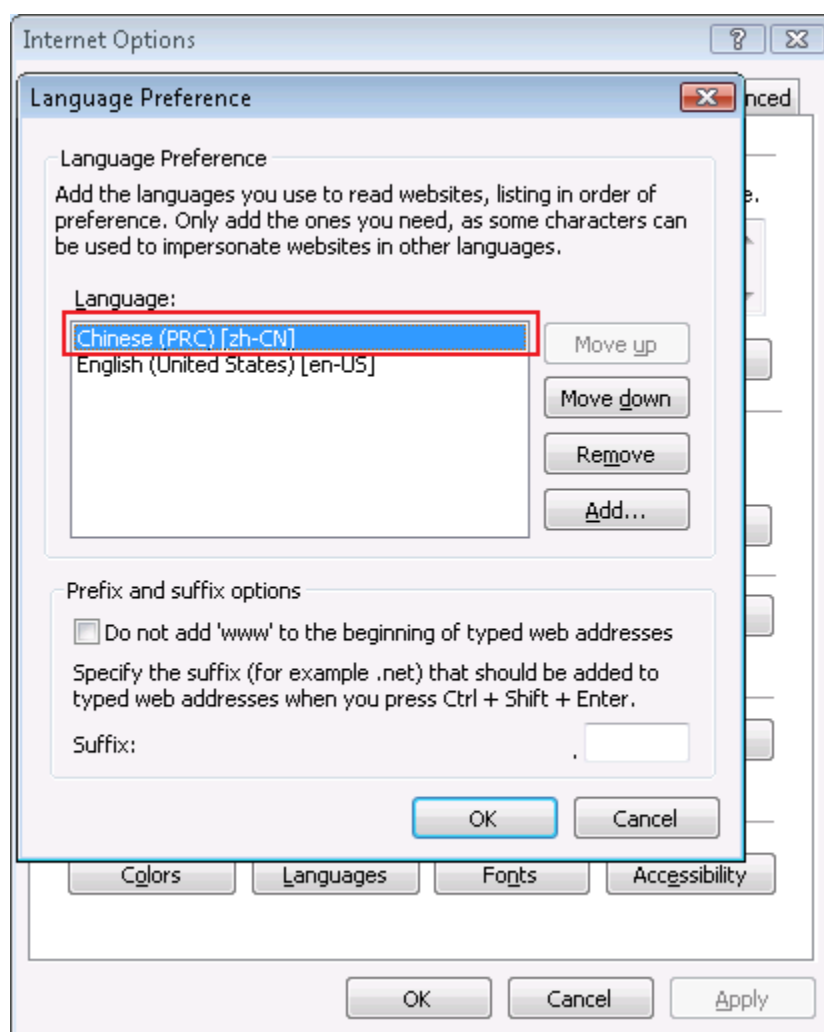 Internet Options
Language Preference
nced
Language Preference
Add the languages you use to read websites, listing in order of
preference. Only add the ones you need, as some characters can
be used to impersonate websites in other languages.
e.
Language:
Chinese (PRC) [zh-CN]
English (United States) [en-US]
Move up
Move down
Remove
Add...
Prefix and suffix options
Do not add 'www' to the beginning of typed web addresses
Specify the suffix (for example .net) that should be added to
typed web addresses when you press Ctrl + Shift + Enter.
Suffix: .
OK Cancel
Colors Languages Fonts Accessibility
OK Cancel Apply